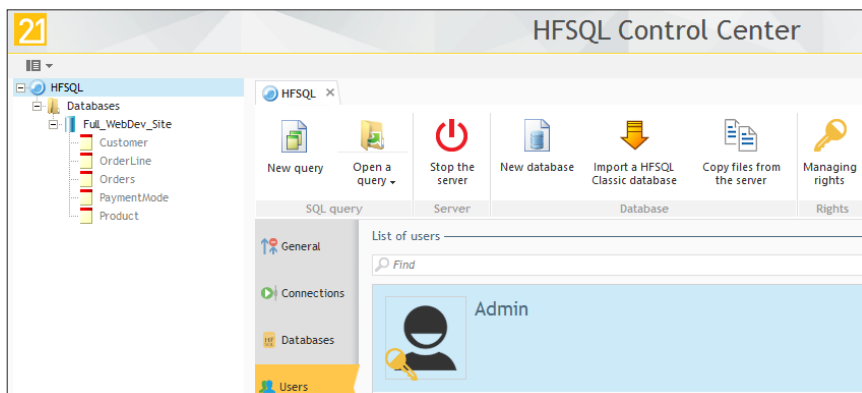 21
HFSQL Control Center
HFSQL
Databases
Full_WebDev_Site
Customer
OrderLine
Orders
PaymentMode
Product
HFSQL
New query
Open a
query
Stop the
server
New database
Import a HFSQL
Classic database
Copy files from
the server
Managing
rights
SQL query
Server
Database
Rights
General
Connections
Databases
Users
List of users
Find
Admin